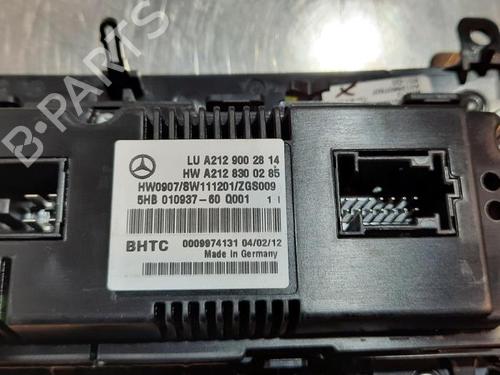 LU A212 900 28 14
HW A212 830 02 85
HW0907/SW111201/ZGS009
5HB 010937-60 Q001 11
BHTC 0009974131 04/02/12
Made in Germany
B-PARTS